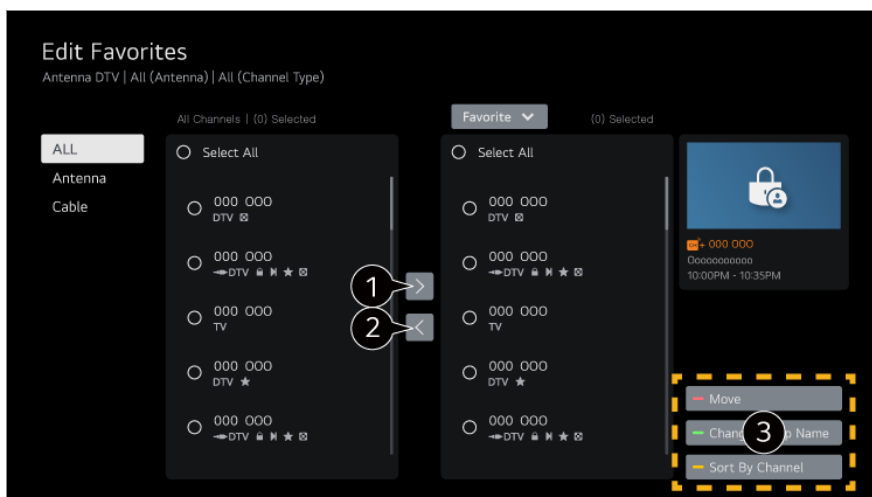 Edit Favorites
Antenna DTV | All (Antenna) | All (Channel Type)
All Channels | (0) Selected
Favorite
(0) Selected
ALL
Antenna
Cable
Select All
000 000
DTV
000 000
DTV
000 000
TV
000 000
DTV
000 000
DTV
1
2
Select All
000 000
DTV
000 000
DTV
000 000
TV
000 000
DTV
000 000
DTV
000 000
Oooooooooo
10:00PM - 10:35PM
Move
3
Name
Sort By Channel